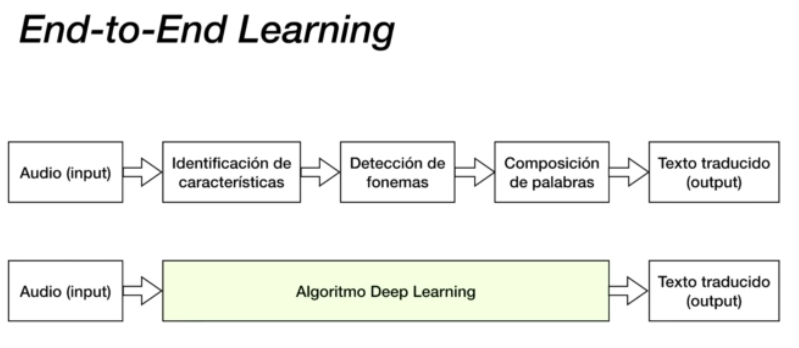 End-to-End Learning
Audio (input)
Identificación de
características
Detección de
fonemas
Composición
de palabras
Texto traducido
(output)
Audio (input)
Algoritmo Deep Learning
Texto traducido
(output)